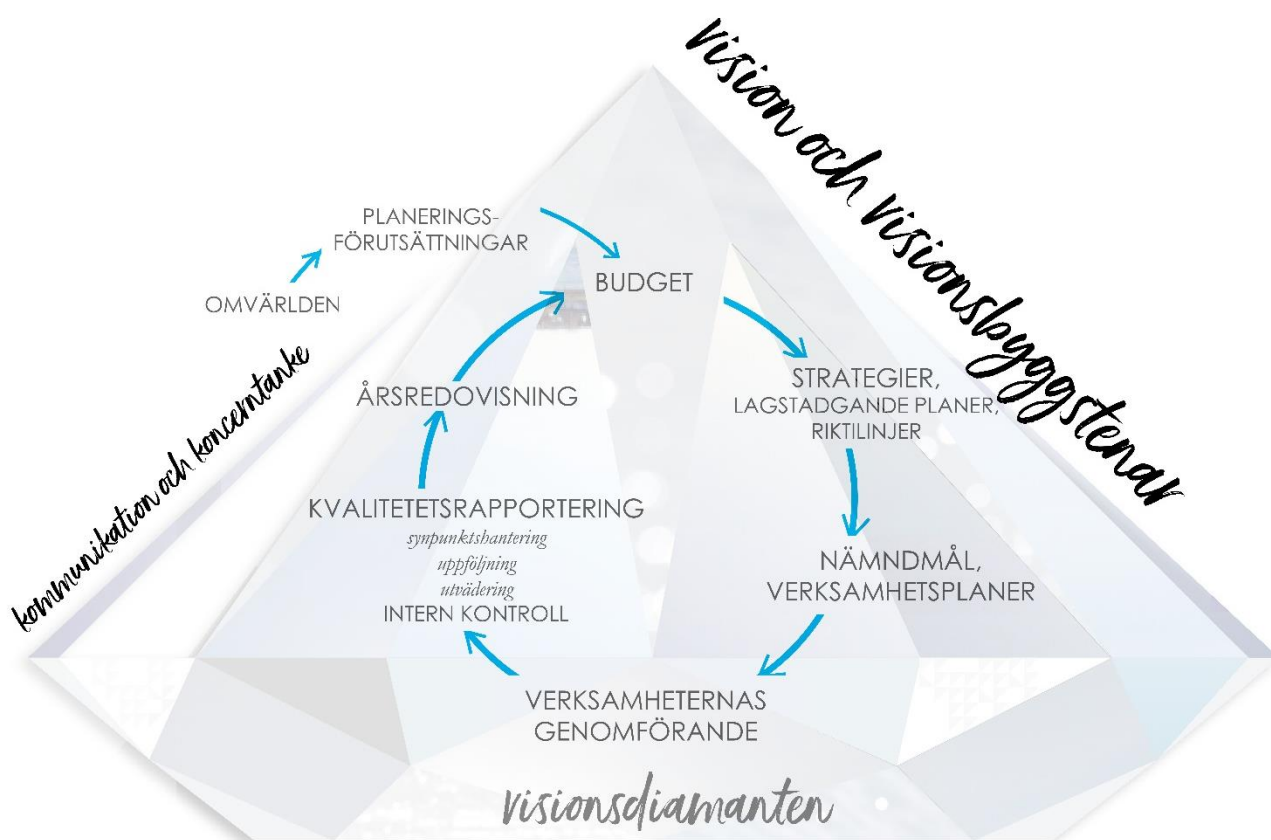 vision och visionsbyggstenar
PLANERINGS-
FÖRUTSÄTTNINGAR
OMVÄRLDEN
BUDGET
STRATEGIER,
LAGSTADGANDE PLANER,
RIKTILINJER
NÄMNDMÅL,
VERKSAMHETSPLANER
VERKSAMHETERNAS
GENOMFÖRANDE
KVALITETETSRAPPORTERING
synpunktshantering
uppföljning
utvädering
INTERN KONTROLL
ÅRSREDOVISNING
kommunikation och koncerntanke
visionsdiamanten